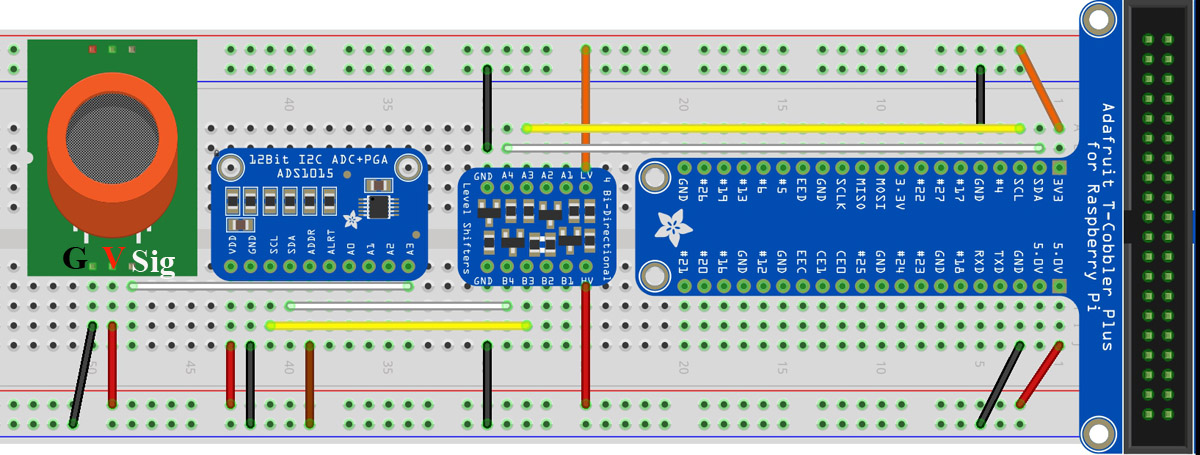 40
35
20
15
10
1
G V Sig
12Bit I2C ADC+PGA
ADS1015
VDD GND SCL SDA ADDR ALRT A0 A1 A2 A3
GND A4 A3 A2 A1 LV
Level Shifters
4 Bi-Directional
GND B4 B3 B2 B1 HV
GND #26 #19 #13 #6 #5 EED GND SCLK MISO MOSI 3.3V #22 #27 #17 GND #4 SCL SDA 3V3
#21 #20 #16 GND #12 GND EEC CE1 CE0 #25 GND #24 #23 GND #18 RXD TXD GND 5.0V 5.0V
Adafruit T-Cobbler Plus
for Raspberry Pi
45
40
35
20
15
10
5
1